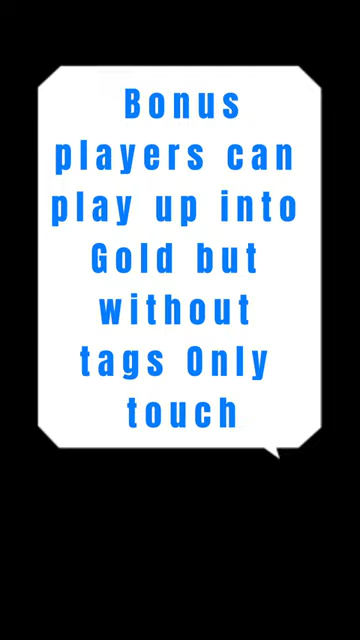 Bonus
players can
play up into
Gold but
without
tags Only
touch